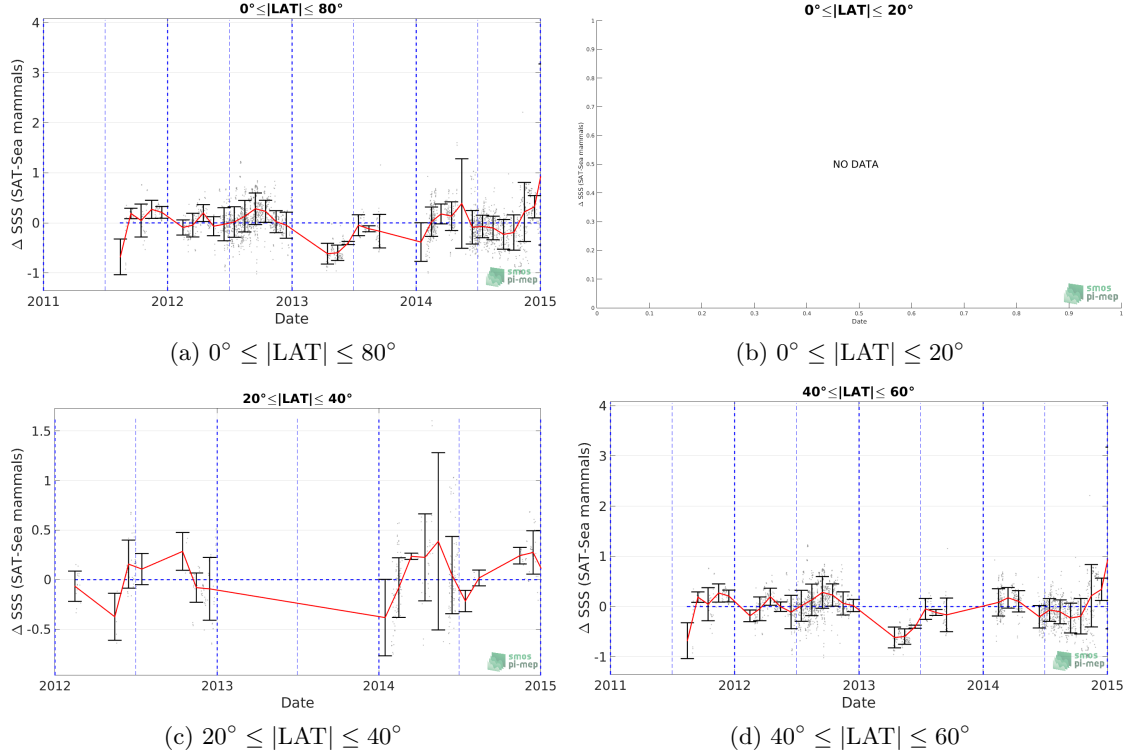 0°≤|LAT|≤ 80°
4
3
2
1
0
-1
Δ SSS (SAT-Sea mammals)
2011
2012
2013
2014
2015
Date
smos
pi-mep
(a) 0° ≤ |LAT| ≤ 80°
0°≤|LAT|≤ 20°
1
0.9
0.8
0.7
0.6
0.5
0.4
0.3
0.2
0.1
0
Δ SSS (SAT-Sea mammals)
NO DATA
0
0.1
0.2
0.3
0.4
0.5
0.6
0.7
0.8
0.9
1
Date
smos
pi-mep
(b) 0° ≤ |LAT| ≤ 20°
20°≤|LAT|≤ 40°
1.5
1
0.5
0
-0.5
Δ SSS (SAT-Sea mammals)
2012
2013
2014
2015
Date
smos
pi-mep
(c) 20° ≤ |LAT| ≤ 40°
40°≤|LAT|≤ 60°
4
3
2
1
0
-1
Δ SSS (SAT-Sea mammals)
2011
2012
2013
2014
2015
Date
smos
pi-mep
(d) 40° ≤ |LAT| ≤ 60°